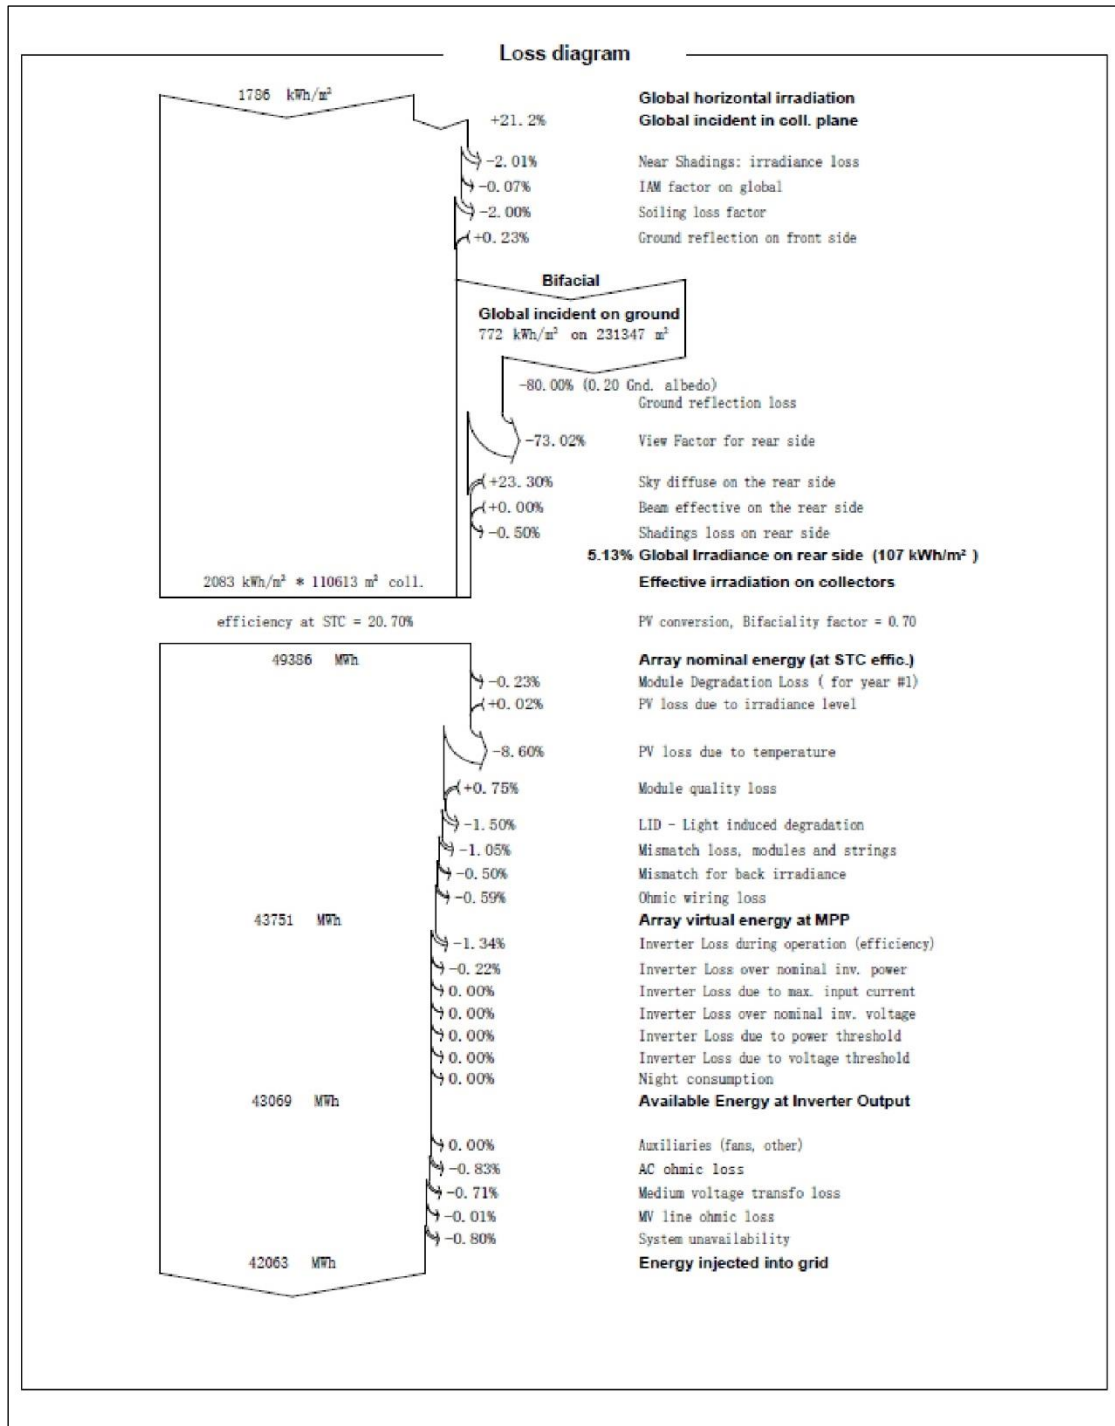 Loss diagram
1786 kWh/m² Global horizontal irradiation
+21.2% Global incident in coll. plane
-2.01% Near Shadings: irradiance loss
-0.07% IAM factor on global
-2.00% Soiling loss factor
+0.23% Ground reflection on front side
Bifacial
Global incident on ground
772 kWh/m² on 231347 m²
-80.00% (0.20 Gnd. albedo)
Ground reflection loss
-73.02% View Factor for rear side
+23.30% Sky diffuse on the rear side
+0.00% Beam effective on the rear side
-0.50% Shadings loss on rear side
5.13% Global Irradiance on rear side (107 kWh/m² )
2083 kWh/m² * 110613 m² coll. Effective irradiation on collectors
efficiency at STC = 20.70% PV conversion, Bifaciality factor = 0.70
49386 MWh Array nominal energy (at STC effic.)
-0.23% Module Degradation Loss ( for year #1)
+0.02% PV loss due to irradiance level
-8.60% PV loss due to temperature
+0.75% Module quality loss
-1.50% LID - Light induced degradation
-1.05% Mismatch loss, modules and strings
-0.50% Mismatch for back irradiance
-0.59% Ohmic wiring loss
43751 MWh Array virtual energy at MPP
-1.34% Inverter Loss during operation (efficiency)
-0.22% Inverter Loss over nominal inv. power
0.00% Inverter Loss due to max. input current
0.00% Inverter Loss over nominal inv. voltage
0.00% Inverter Loss due to power threshold
0.00% Inverter Loss due to voltage threshold
0.00% Night consumption
43069 MWh Available Energy at Inverter Output
0.00% Auxiliaries (fans, other)
-0.83% AC ohmic loss
-0.71% Medium voltage transfo loss
-0.01% MV line ohmic loss
-0.80% System unavailability
42063 MWh Energy injected into grid